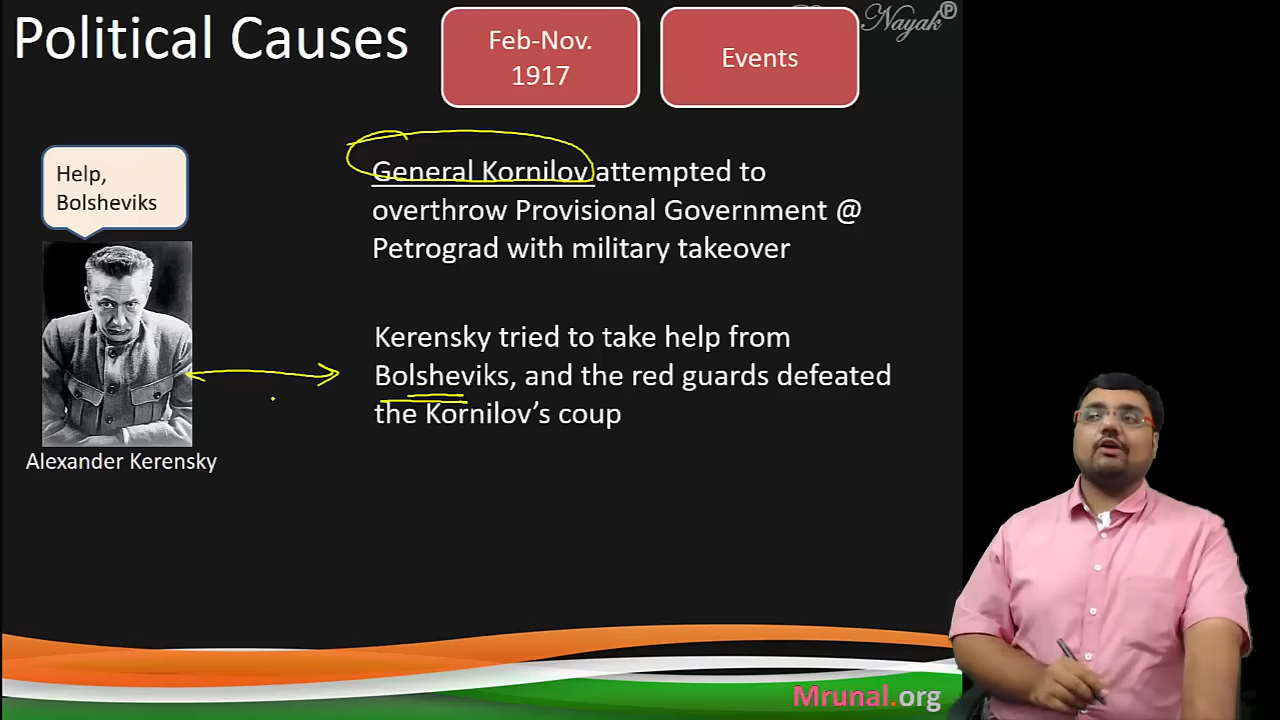 Political Causes
Feb-Nov.
1917
Events
Nayak
Help,
Bolsheviks
General Kornilov attempted to
overthrow Provisional Government @
Petrograd with military takeover
Alexander Kerensky
Kerensky tried to take help from
Bolsheviks, and the red guards defeated
the Kornilov’s coup
Mrunal.org